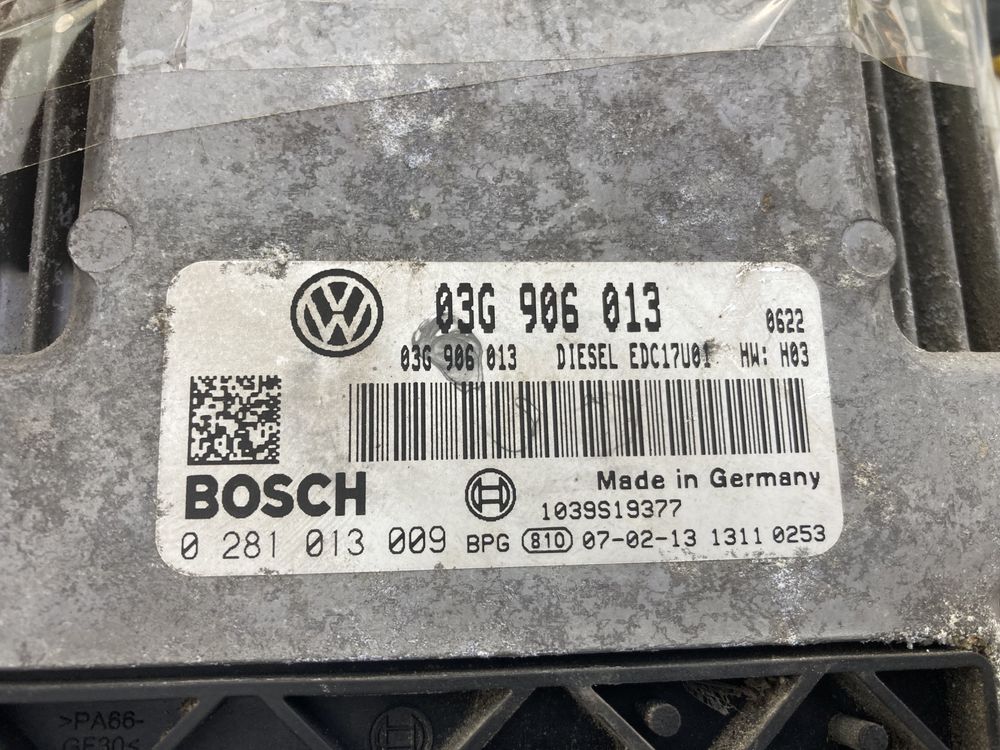 03G 906 013
0622
03G 906 013 DIESEL EDC17U01 HW: H03
BOSCH
Made in Germany
1039S19377
0 281 013 009 BPG 810 07-02-13 1311 0253
>PA66-
GF30<